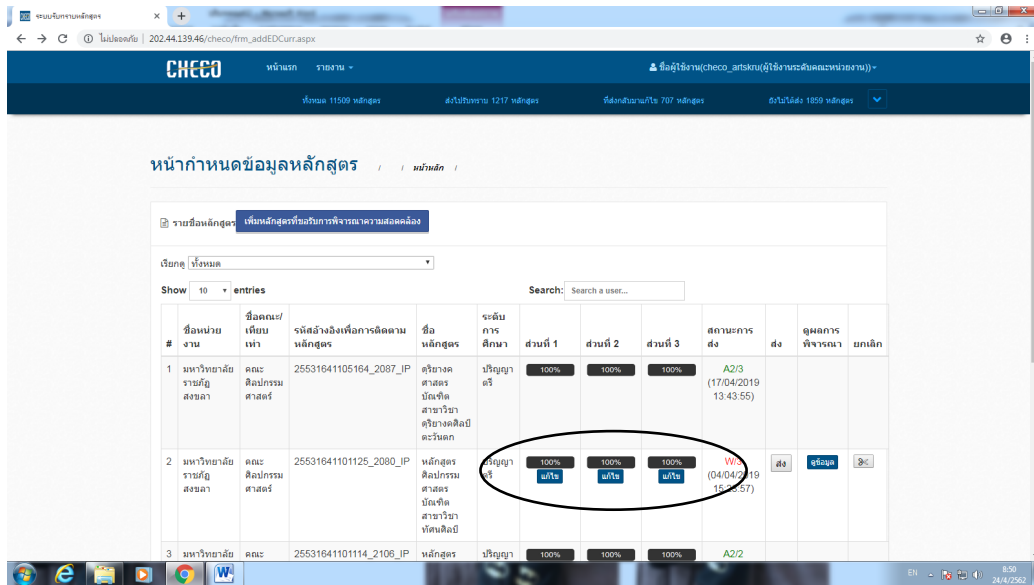 ระบบรับทราบหลักสูตร
ไม่ปลอดภัย | 202.44.139.46/checo/frm_addEDCurr.aspx
CHECO หน้าแรก รายงาน ชื่อผู้ใช้งาน(checo_artskru(ผู้ใช้งานระดับคณะหน่วยงาน))
ทั้งหมด 11509 หลักสูตร ส่งไปรับทราบ 1217 หลักสูตร ที่ส่งกลับมาแก้ไข 707 หลักสูตร ยังไม่ได้ส่ง 1859 หลักสูตร
หน้ากำหนดข้อมูลหลักสูตร / / หน้าหลัก /
รายชื่อหลักสูตร เพิ่มหลักสูตรที่ขอรับการพิจารณาความสอดคล้อง
เรียกดู ทั้งหมด
Show 10 entries Search: Search a user...
# ชื่อหน่วยงาน ชื่อคณะ/เทียบเท่า รหัสอ้างอิงเพื่อการติดตามหลักสูตร ชื่อหลักสูตร ระดับการศึกษา ส่วนที่ 1 ส่วนที่ 2 ส่วนที่ 3 สถานะการส่ง ส่ง ดูผลการพิจารณา ยกเลิก
1 มหาวิทยาลัย คณะ 25531641105164_2087_IP ดุริยางค ปริญญา 100% 100% 100% A2/3
ราชภัฏ ศิลปกรรม ศาสตร ตรี (17/04/2019
สงขลา ศาสตร์ บัณฑิต 13:43:55)
สาขาวิชา
ดุริยางคศิลป์
ตะวันตก
2 มหาวิทยาลัย คณะ 25531641101125_2080_IP หลักสูตร ปริญญา 100% 100% 100% W/3 ส่ง ดูข้อมูล
ราชภัฏ ศิลปกรรม ศิลปกรรม ตรี แก้ไข แก้ไข แก้ไข (04/04/2019
สงขลา ศาสตร์ ศาสตร 15:23:57)
บัณฑิต
สาขาวิชา
ทัศนศิลป์
3 มหาวิทยาลัย คณะ 25531641101114_2106_IP หลักสูตร ปริญญา 100% 100% 100% A2/2
EN 8:50
24/4/2562